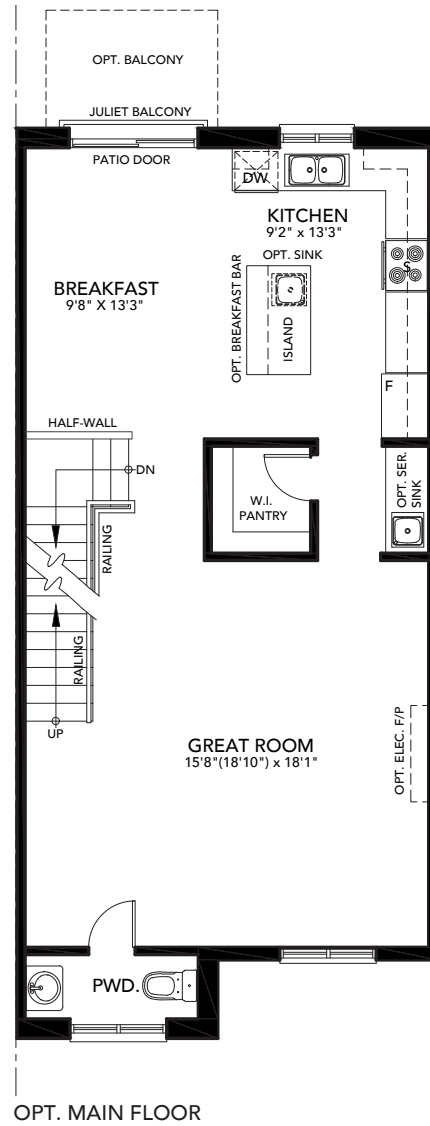 OPT. BALCONY
JULIET BALCONY
PATIO DOOR
DW
KITCHEN
9'2" x 13'3"
OPT. SINK
S
BREAKFAST
9'8" X 13'3"
OPT. BREAKFAST BAR
ISLAND
F
HALF-WALL
DN
W.I.
PANTRY
OPT. SER.
SINK
RAILING
RAILING
UP
GREAT ROOM
15'8"(18'10") x 18'1"
OPT. ELEC. F/P
PWD.
OPT. MAIN FLOOR